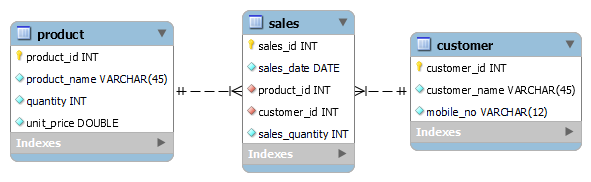 product
product_id INT
product_name VARCHAR(45)
quantity INT
unit_price DOUBLE
Indexes
sales
sales_id INT
sales_date DATE
product_id INT
customer_id INT
sales_quantity INT
Indexes
customer
customer_id INT
customer_name VARCHAR(45)
mobile_no VARCHAR(12)
Indexes